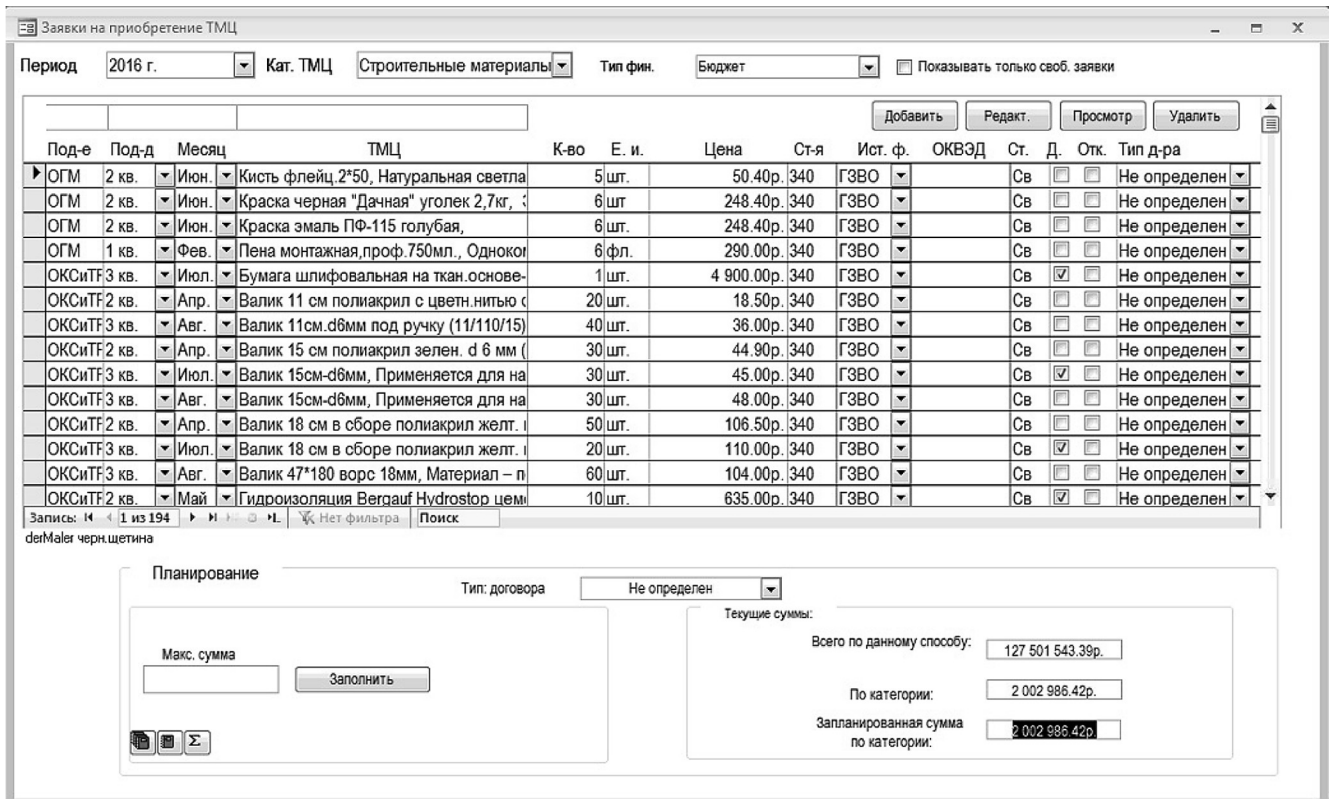 Заявки на приобретение ТМЦ
Период 2016 г. Кат. ТМЦ Строительные материалы Тип фин. Бюджет Показывать только своб. заявки
Добавить Редакт. Просмотр Удалить
Под-е Под-д Месяц ТМЦ К-во Е. и. Цена Ст-я Ист. ф. ОКВЭД Ст. Д. Отк. Тип д-ра
ОГМ 2 кв. Июн. Кисть флейц.2*50, Натуральная светла 5 шт. 50.40р. 340 ГЗВО Св Не определен
ОГМ 2 кв. Июн. Краска черная "Дачная" уголек 2,7кг, 6 шт 248.40р. 340 ГЗВО Св Не определен
ОГМ 2 кв. Июн. Краска эмаль ПФ-115 голубая, 6 шт. 248.40р. 340 ГЗВО Св Не определен
ОГМ 1 кв. Фев. Пена монтажная,проф.750мл., Одноком 6 фл. 290.00р. 340 ГЗВО Св Не определен
ОКСиТР 3 кв. Июл. Бумага шлифовальная на ткан.основе- 1 шт. 4 900.00р. 340 ГЗВО Св Не определен
ОКСиТР 2 кв. Апр. Валик 11 см полиакрил с цветн.нитью 20 шт. 18.50р. 340 ГЗВО Св Не определен
ОКСиТР 3 кв. Авг. Валик 11см.d6мм под ручку (11/110/15) 40 шт. 36.00р. 340 ГЗВО Св Не определен
ОКСиТР 2 кв. Апр. Валик 15 см полиакрил зелен. d 6 мм ( 30 шт. 44.90р. 340 ГЗВО Св Не определен
ОКСиТР 3 кв. Июл. Валик 15см-d6мм, Применяется для на 30 шт. 45.00р. 340 ГЗВО Св Не определен
ОКСиТР 3 кв. Авг. Валик 15см-d6мм, Применяется для на 30 шт. 48.00р. 340 ГЗВО Св Не определен
ОКСиТР 2 кв. Апр. Валик 18 см в сборе полиакрил желт. 50 шт. 106.50р. 340 ГЗВО Св Не определен
ОКСиТР 3 кв. Июл. Валик 18 см в сборе полиакрил желт. 20 шт. 110.00р. 340 ГЗВО Св Не определен
ОКСиТР 3 кв. Авг. Валик 47*180 ворс 18мм, Материал – п 60 шт. 104.00р. 340 ГЗВО Св Не определен
ОКСиТР 2 кв. Май Гидроизоляция Bergauf Hydrostop цем 10 шт. 635.00р. 340 ГЗВО Св Не определен
Запись: 1 из 194 Нет фильтра Поиск
derMaler черн.щетина
Планирование
Тип: договора Не определен
Текущие суммы:
Всего по данному способу: 127 501 543.39р.
Макс. сумма
Заполнить
По категории: 2 002 986.42р.
Запланированная сумма
по категории: 2 002 986.42р.
Σ